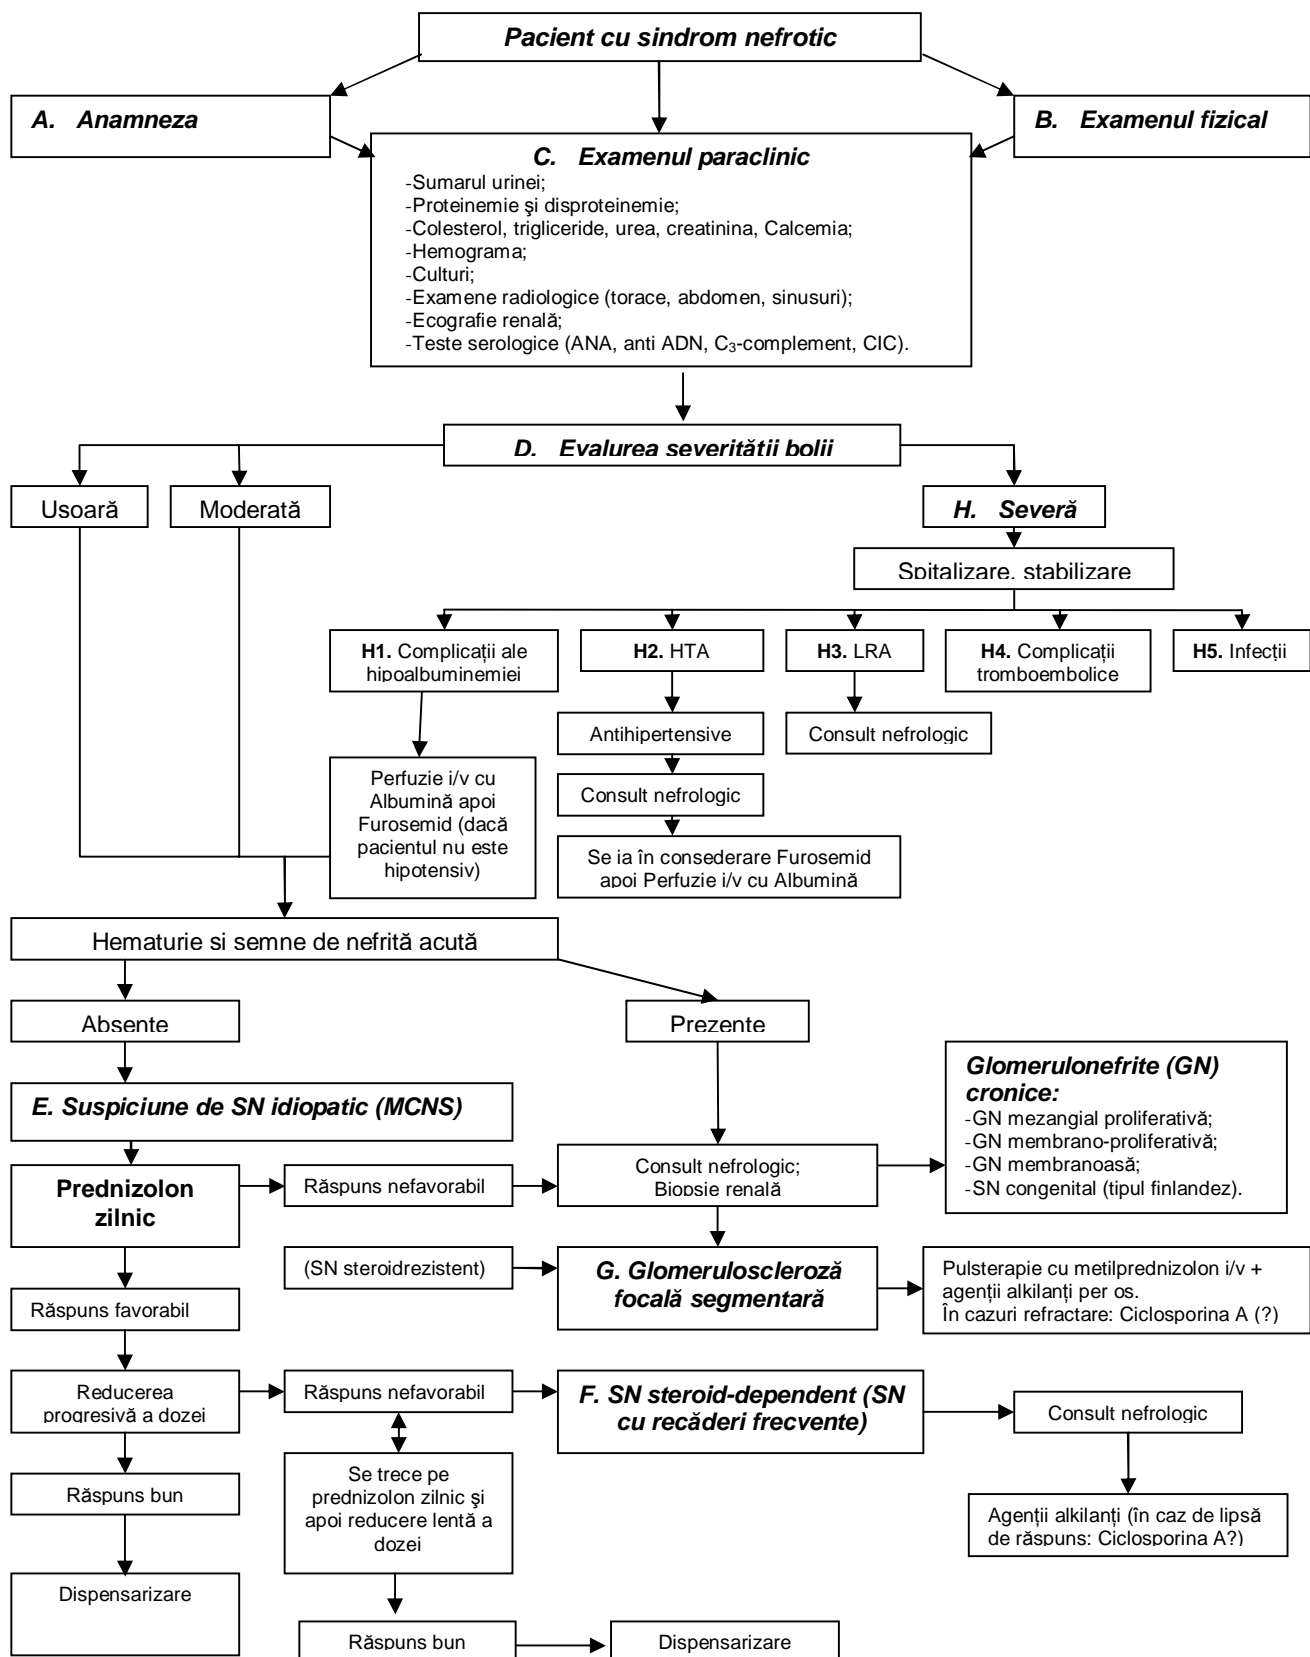 Pacient cu sindrom nefrotic
A. Anamneza
B. Examenul fizical
C. Examenul paraclinic
-Sumarul urinei;
-Proteinemie şi disproteinemie;
-Colesterol, trigliceride, urea, creatinina, Calcemia;
-Hemograma;
-Culturi;
-Examene radiologice (torace, abdomen, sinusuri);
-Ecografie renală;
-Teste serologice (ANA, anti ADN, C₃-complement, CIC).
D. Evalurea severității bolii
Usoară
Moderată
H. Severă
Spitalizare, stabilizare
H1. Complicații ale
hipoalbuminemiei
H2. HTA
H3. LRA
H4. Complicații
tromboembolice
H5. Infecții
Antihipertensive
Consult nefrologic
Perfuzie i/v cu
Albumină apoi
Furosemid (dacă
pacientul nu este
hipotensiv)
Consult nefrologic
Se ia în consederare Furosemid
apoi Perfuzie i/v cu Albumină
Hematurie si semne de nefrită acută
Absente
Prezente
E. Suspiciune de SN idiopatic (MCNS)
Glomerulonefrite (GN)
cronice:
-GN mezangial proliferativă;
-GN membrano-proliferativă;
-GN membranoasă;
-SN congenital (tipul finlandez).
Prednizolon
zilnic
Răspuns nefavorabil
Consult nefrologic;
Biopsie renală
(SN steroidrezistent)
G. Glomeruloscleroză
focală segmentară
Pulsterapie cu metilprednizolon i/v +
agenții alkilanți per os.
În cazuri refractare: Ciclosporina A (?)
Răspuns favorabil
Reducerea
progresivă a dozei
Răspuns nefavorabil
F. SN steroid-dependent (SN
cu recăderi frecvente)
Consult nefrologic
Răspuns bun
Se trece pe
prednizolon zilnic şi
apoi reducere lentă a
dozei
Agenții alkilanți (în caz de lipsă
de răspuns: Ciclosporina A?)
Dispensarizare
Răspuns bun
Dispensarizare